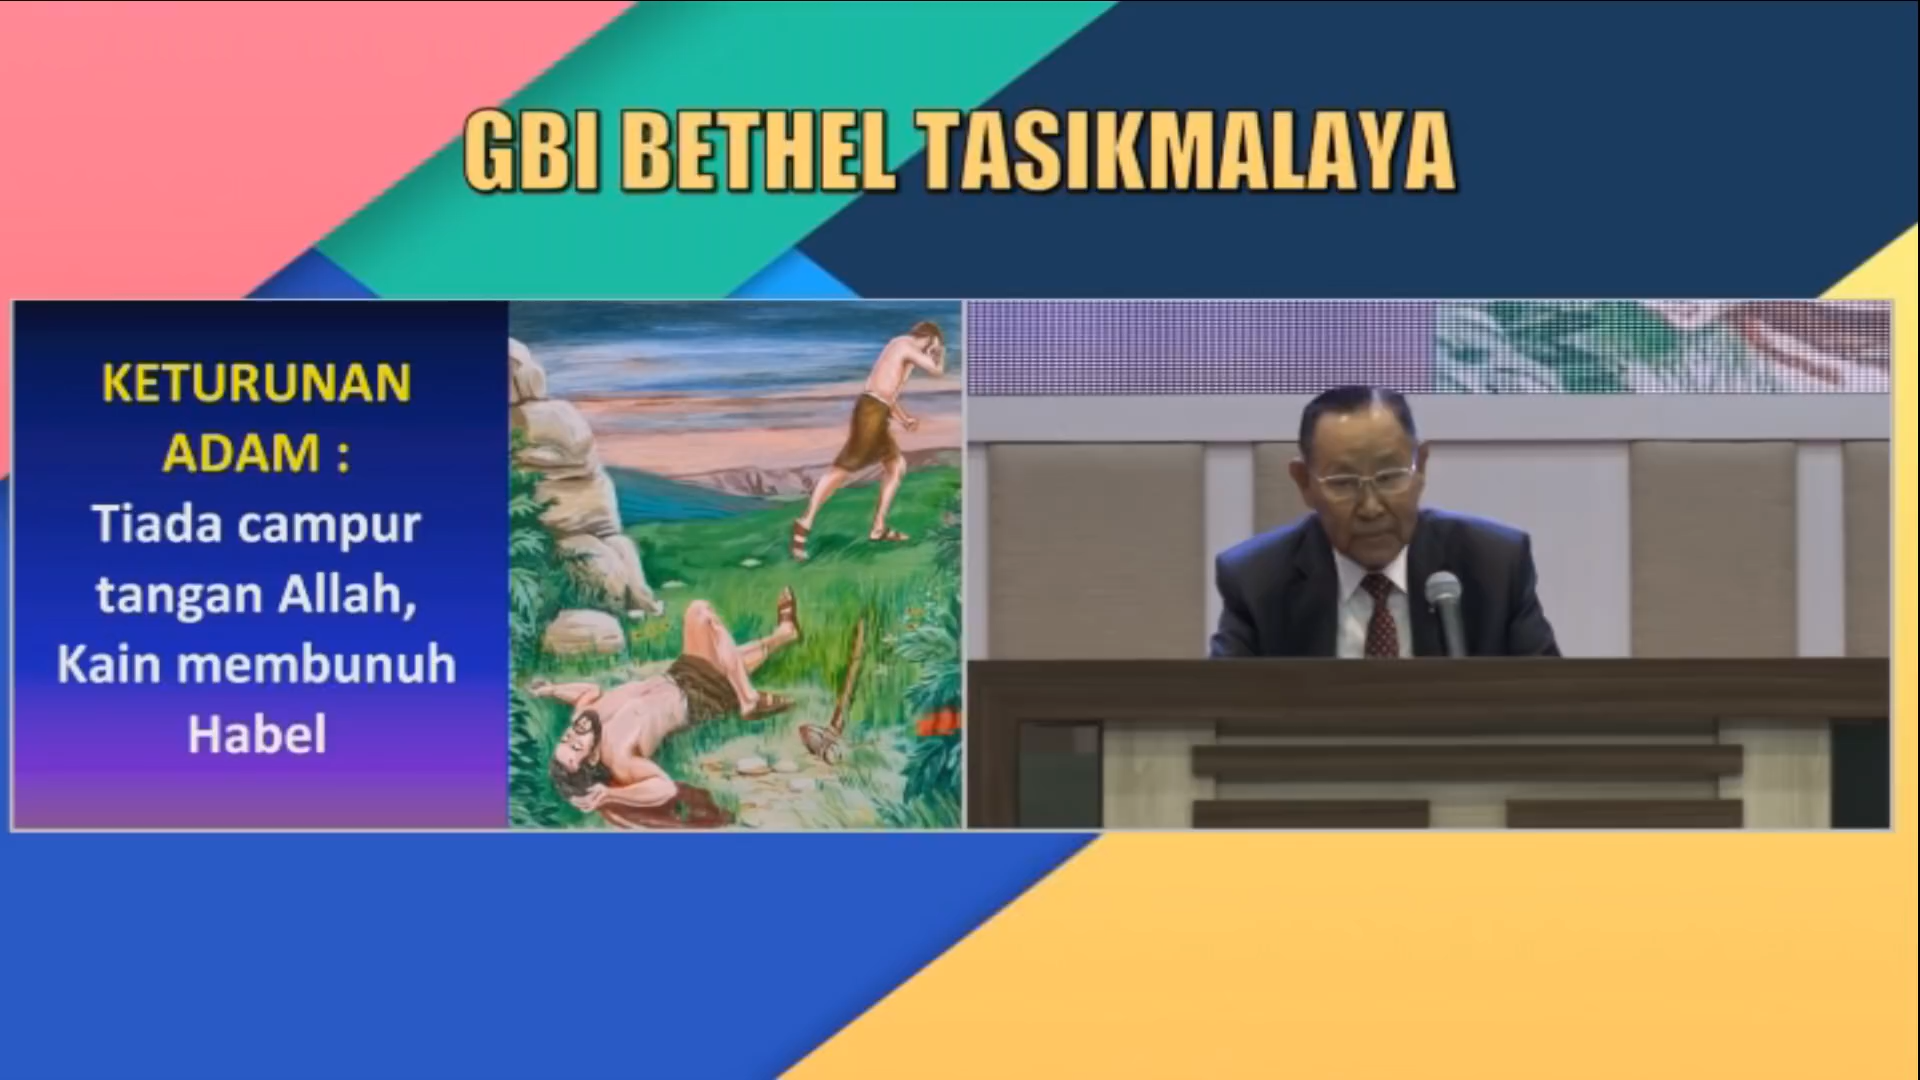 GBI BETHEL TASIKMALAYA
KETURUNAN
ADAM :
Tiada campur
tangan Allah,
Kain membunuh
Habel